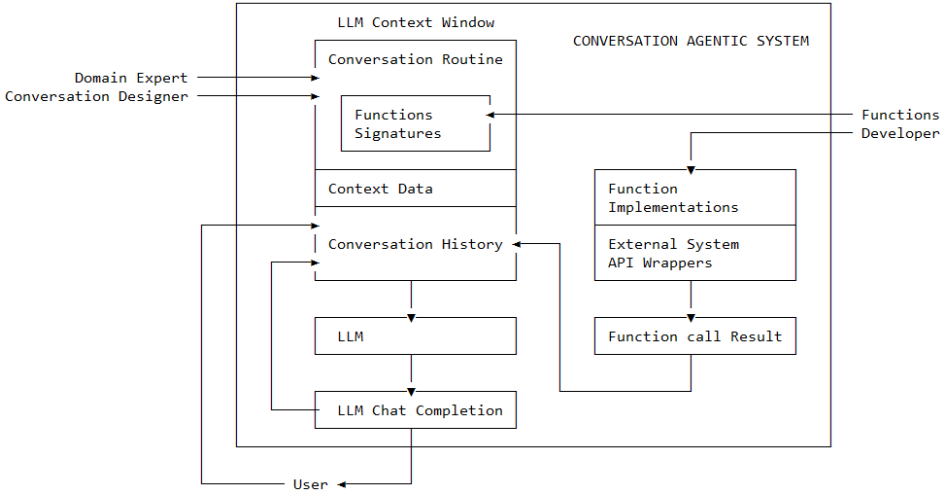 LLM Context Window
CONVERSATION AGENTIC SYSTEM
Conversation Routine
Domain Expert
Conversation Designer
Functions
Signatures
Functions
Developer
Context Data
Function
Implementations
Conversation History
External System
API Wrappers
LLM
Function call Result
LLM Chat Completion
User